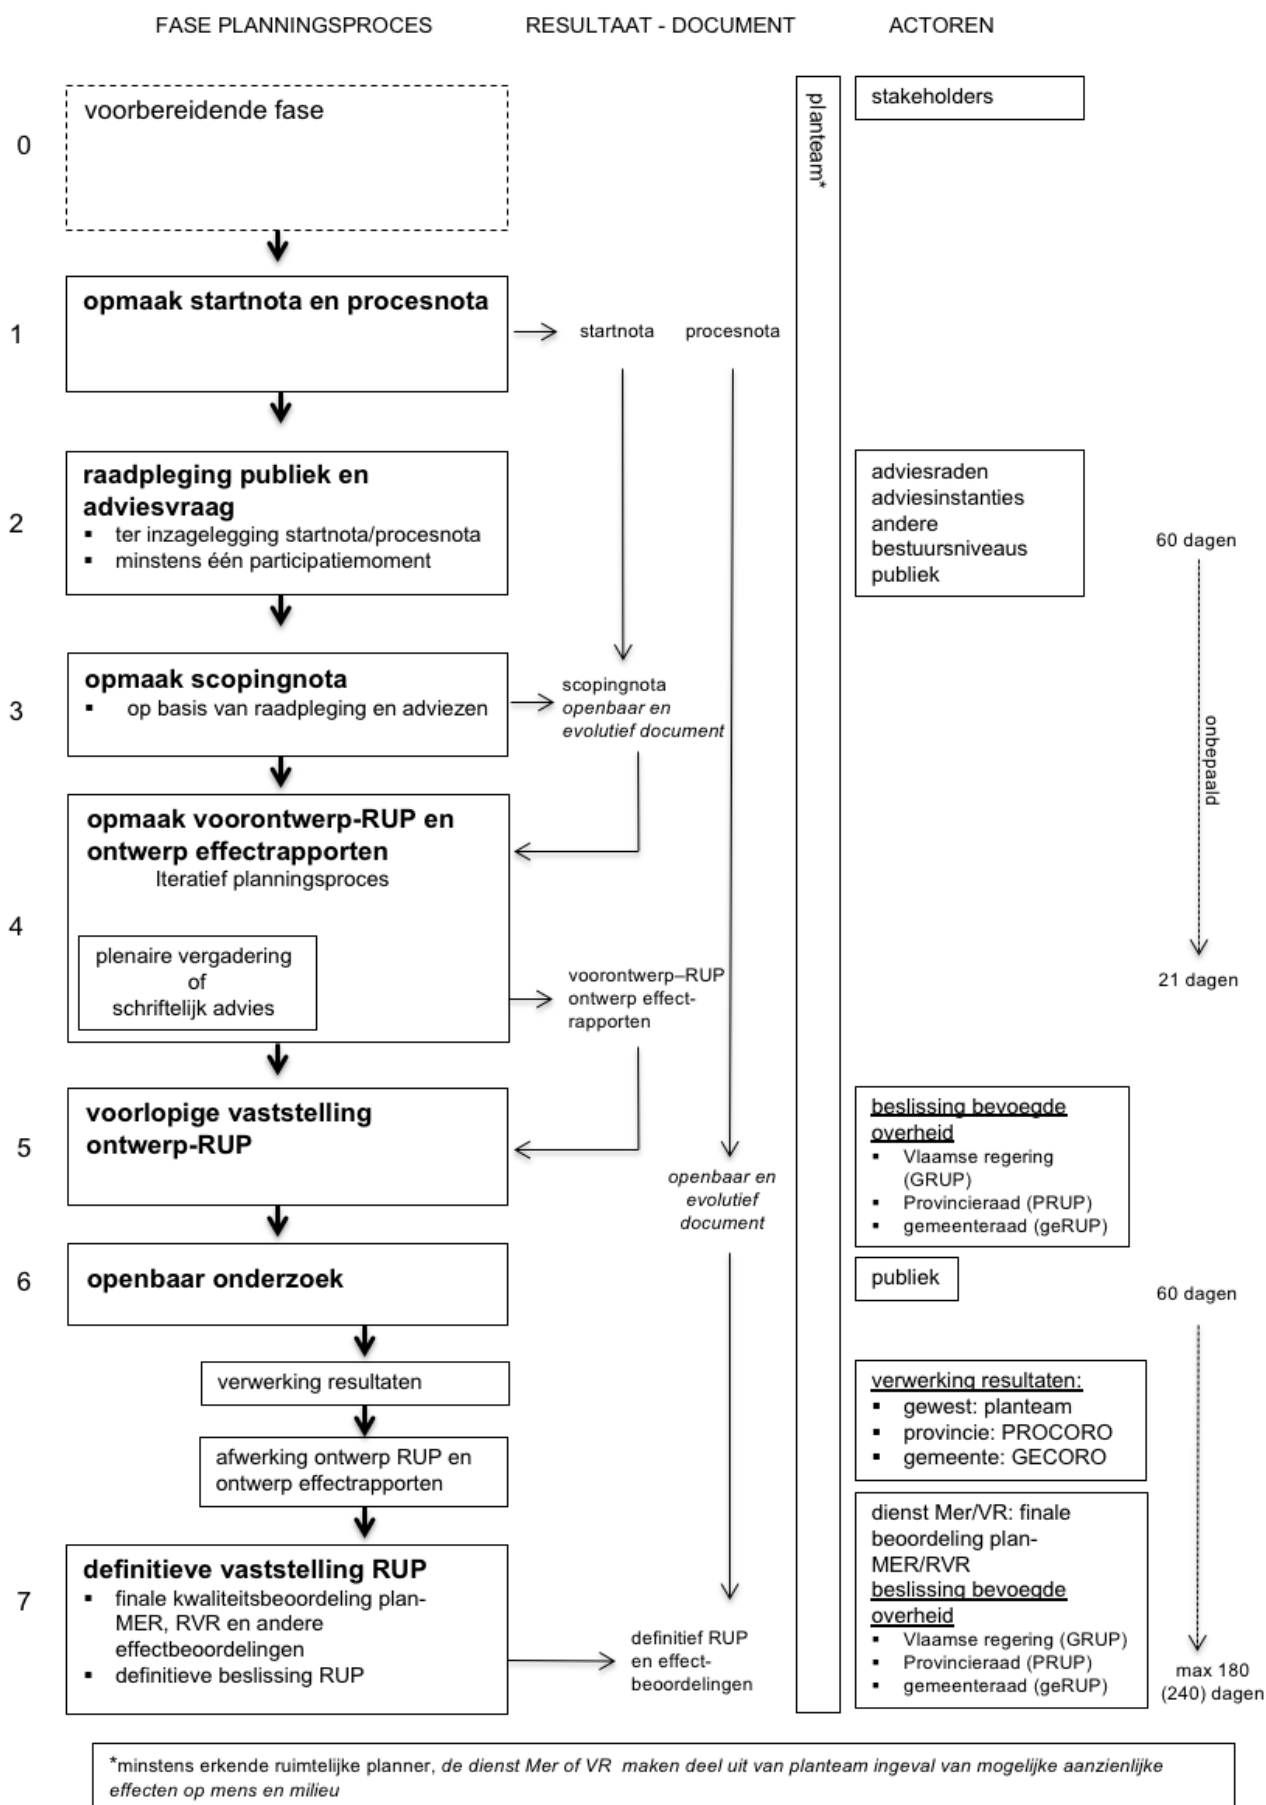 FASE PLANNINGSPROCES
RESULTAAT - DOCUMENT
ACTOREN
0
voorbereidende fase
planteam*
stakeholders
1
opmaak startnota en procesnota
startnota
procesnota
2
raadpleging publiek en
adviesvraag
▪ ter inzagelegging startnota/procesnota
▪ minstens één participatiemoment
adviesraden
adviesinstanties
andere
bestuursniveaus
publiek
60 dagen
3
opmaak scopingnota
▪ op basis van raadpleging en adviezen
scopingnota
openbaar en
evolutief document
onbepaald
4
opmaak voorontwerp-RUP en
ontwerp effectrapporten
Iteratief planningsproces
plenaire vergadering
of
schriftelijk advies
voorontwerp–RUP
ontwerp effect-
rapporten
21 dagen
5
voorlopige vaststelling
ontwerp-RUP
openbaar en
evolutief
document
beslissing bevoegde
overheid
▪ Vlaamse regering
(GRUP)
▪ Provincieraad (PRUP)
▪ gemeenteraad (geRUP)
6
openbaar onderzoek
publiek
60 dagen
verwerking resultaten
verwerking resultaten:
▪ gewest: planteam
▪ provincie: PROCORO
▪ gemeente: GECORO
afwerking ontwerp RUP en
ontwerp effectrapporten
7
definitieve vaststelling RUP
▪ finale kwaliteitsbeoordeling plan-
MER, RVR en andere
effectbeoordelingen
▪ definitieve beslissing RUP
definitief RUP
en effect-
beoordelingen
dienst Mer/VR: finale
beoordeling plan-
MER/RVR
beslissing bevoegde
overheid
▪ Vlaamse regering (GRUP)
▪ Provincieraad (PRUP)
▪ gemeenteraad (geRUP)
max 180
(240) dagen
*minstens erkende ruimtelijke planner, de dienst Mer of VR maken deel uit van planteam ingeval van mogelijke aanzienlijke
effecten op mens en milieu